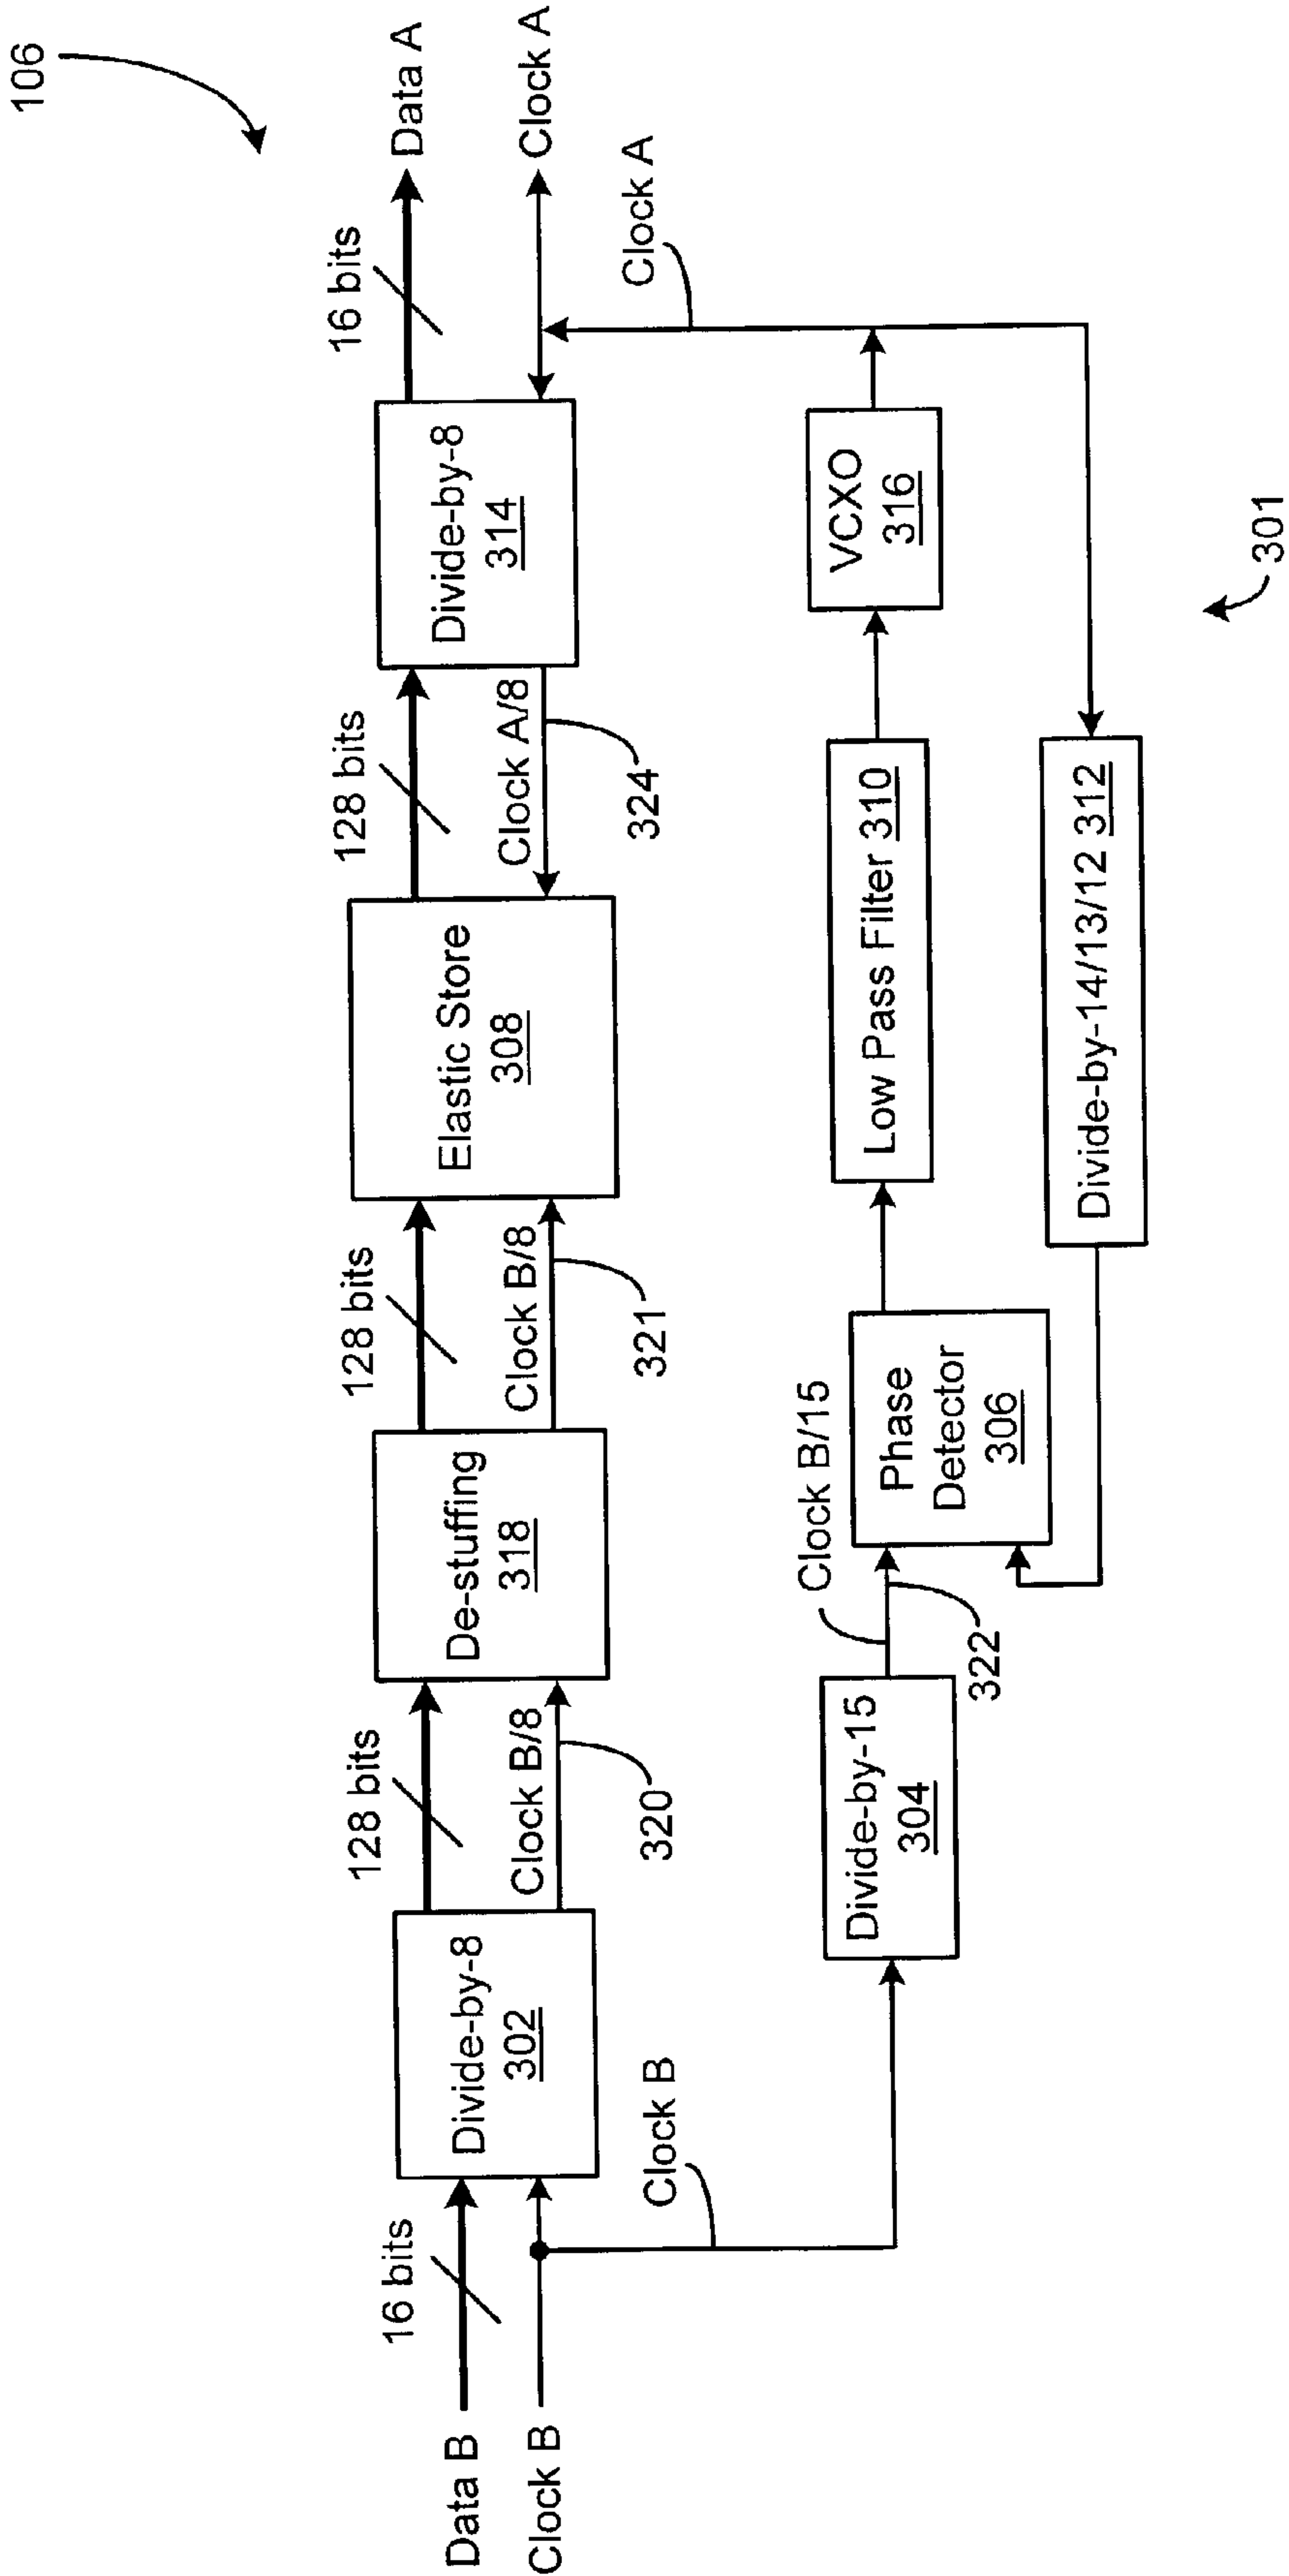 106
Data B
Clock B
16 bits
Divide-by-8
302
128 bits
Clock B/8
320
De-stuffing
318
128 bits
Clock B/8
321
Elastic Store
308
128 bits
Clock A/8
324
Divide-by-8
314
16 bits
Data A
Clock A
Clock B
Divide-by-15
304
Clock B/15
322
Phase
Detector
306
Low Pass Filter 310
VCXO
316
Clock A
Divide-by-14/13/12 312
301